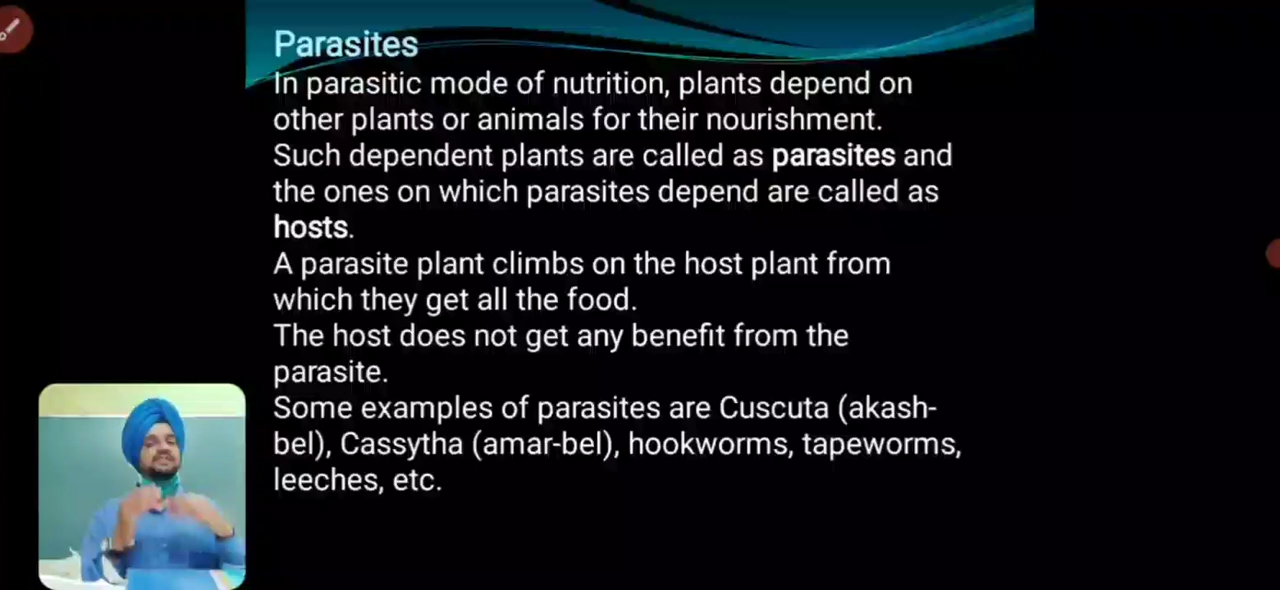 Parasites
In parasitic mode of nutrition, plants depend on
other plants or animals for their nourishment.
Such dependent plants are called as parasites and
the ones on which parasites depend are called as
hosts.
A parasite plant climbs on the host plant from
which they get all the food.
The host does not get any benefit from the
parasite.
Some examples of parasites are Cuscuta (akash-
bel), Cassytha (amar-bel), hookworms, tapeworms,
leeches, etc.